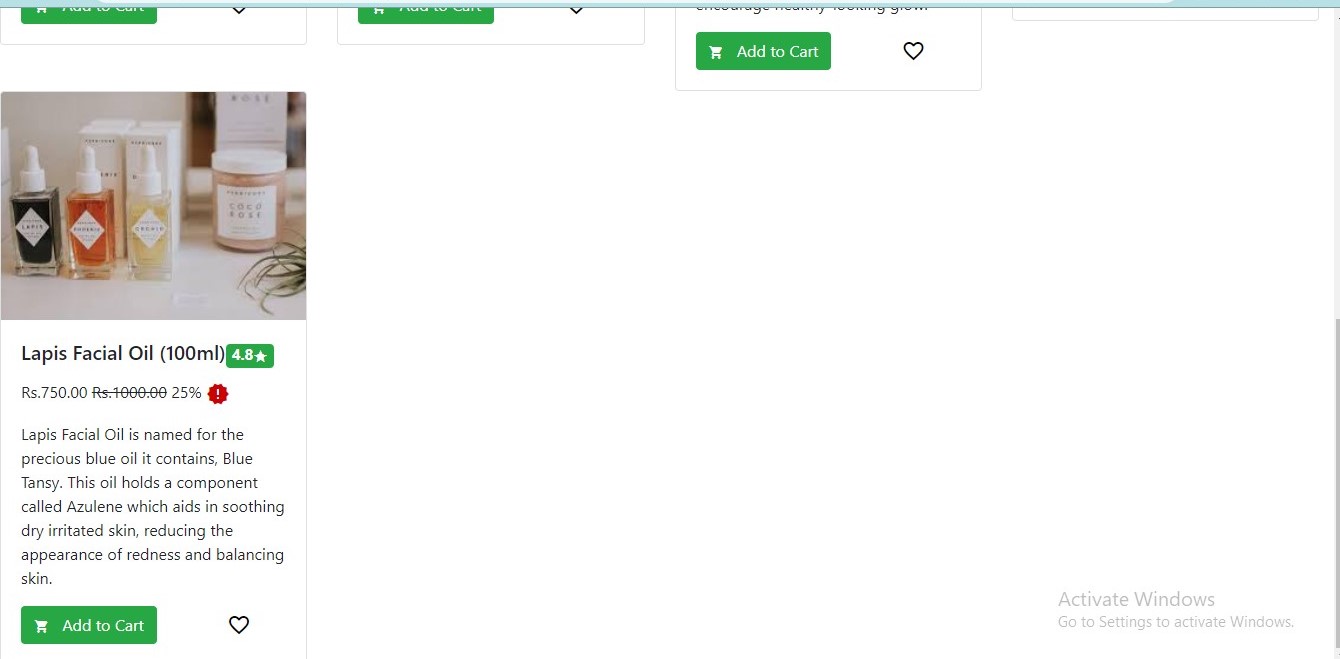 Add to Cart
Add to Cart
encourage healthy-looking glow.
Add to Cart
ROSE
LAPIS
PHOENIX
ORCHID
COCO
ROSE
Lapis Facial Oil (100ml) 4.8★
Rs.750.00 Rs.1000.00 25%
Lapis Facial Oil is named for the
precious blue oil it contains, Blue
Tansy. This oil holds a component
called Azulene which aids in soothing
dry irritated skin, reducing the
appearance of redness and balancing
skin.
Add to Cart
Activate Windows
Go to Settings to activate Windows.